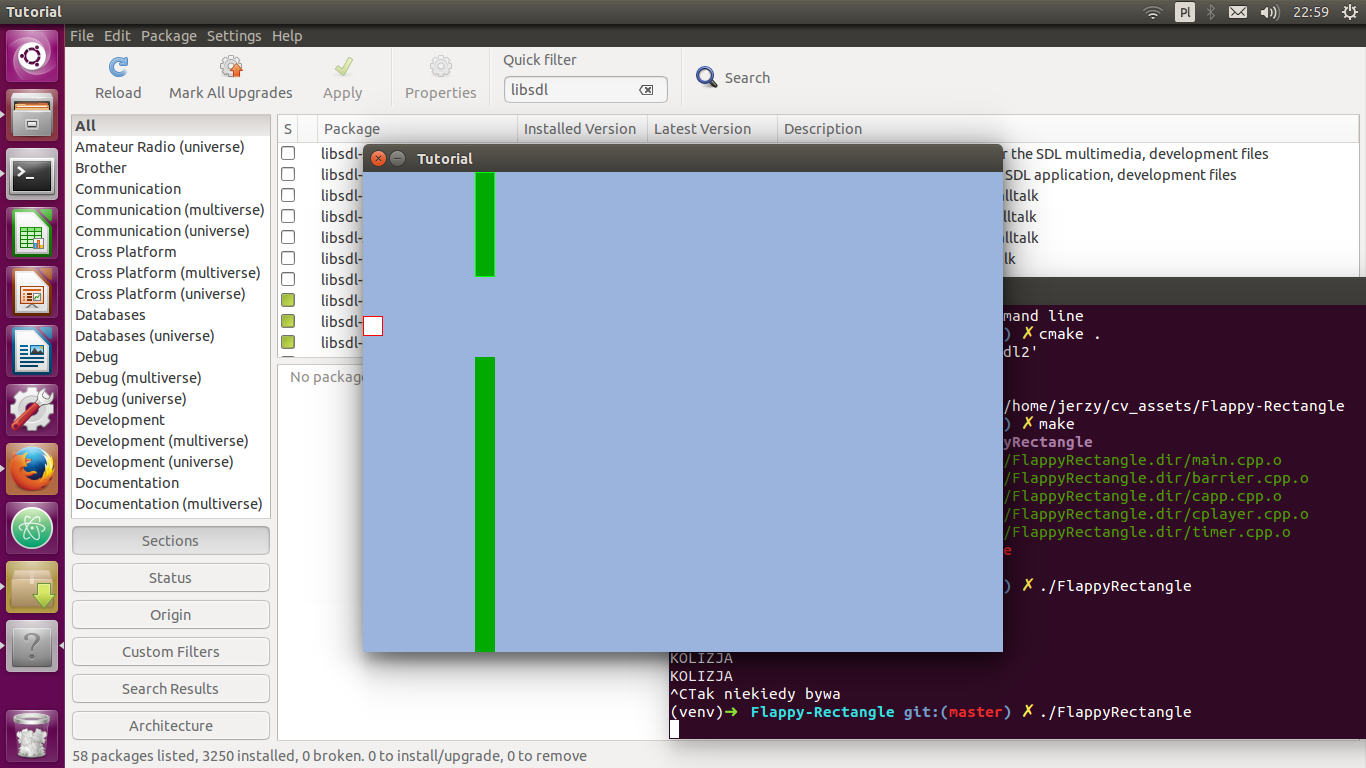 Tutorial
Pl
22:59
File Edit Package Settings Help
Reload
Mark All Upgrades
Apply
Properties
Quick filter
libsdl
Search
All
Amateur Radio (universe)
Brother
Communication
Communication (multiverse)
Communication (universe)
Cross Platform
Cross Platform (multiverse)
Cross Platform (universe)
Databases
Databases (universe)
Debug
Debug (multiverse)
Debug (universe)
Development
Development (multiverse)
Development (universe)
Documentation
Documentation (multiverse)
Sections
Status
Origin
Custom Filters
Search Results
Architecture
S Package Installed Version Latest Version Description
libsdl- r the SDL multimedia, development files
libsdl- SDL application, development files
libsdl- lltalk
libsdl- lltalk
libsdl- lltalk
libsdl- lk
libsdl-
libsdl-
libsdl-
libsdl-
No packag
Tutorial
mand line
) ✗ cmake .
dl2'
/home/jerzy/cv_assets/Flappy-Rectangle
) ✗ make
yRectangle
/FlappyRectangle.dir/main.cpp.o
/FlappyRectangle.dir/barrier.cpp.o
/FlappyRectangle.dir/capp.cpp.o
/FlappyRectangle.dir/cplayer.cpp.o
/FlappyRectangle.dir/timer.cpp.o
e
) ✗ ./FlappyRectangle
KOLIZJA
KOLIZJA
^CTak niekiedy bywa
(venv)➜ Flappy-Rectangle git:(master) ✗ ./FlappyRectangle
58 packages listed, 3250 installed, 0 broken. 0 to install/upgrade, 0 to remove